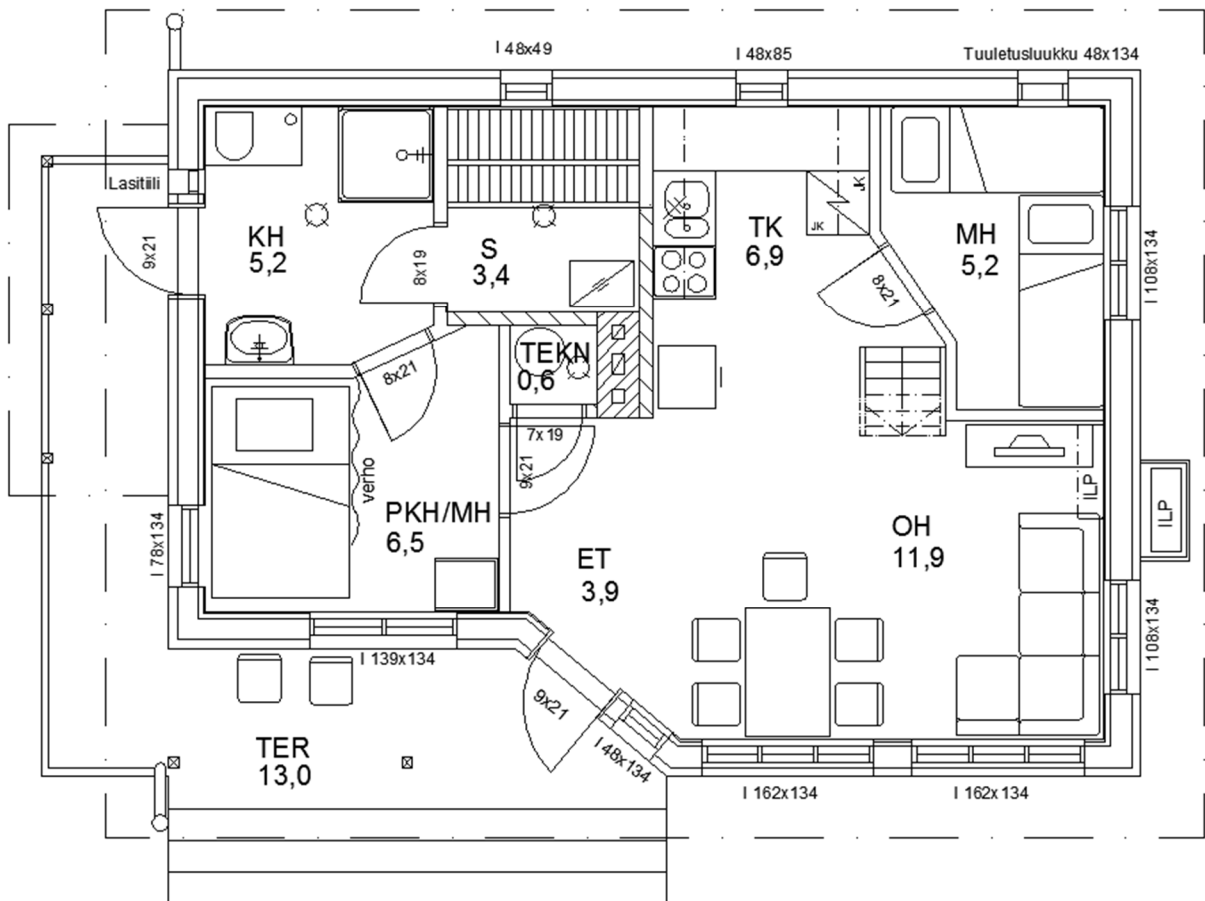 I 48x49
I 48x85
Tuuletusluukku 48x134
Lasitiili
9x21
KH
5,2
8x19
S
3,4
TK
6,9
JK
JK
MH
5,2
8x21
I 108x134
TEKN
0,6
8x21
7x19
9x21
verho
PKH/MH
6,5
I 78x134
ET
3,9
OH
11,9
ILP
ILP
I 108x134
I 139x134
9x21
I 48x134
TER
13,0
I 162x134
I 162x134